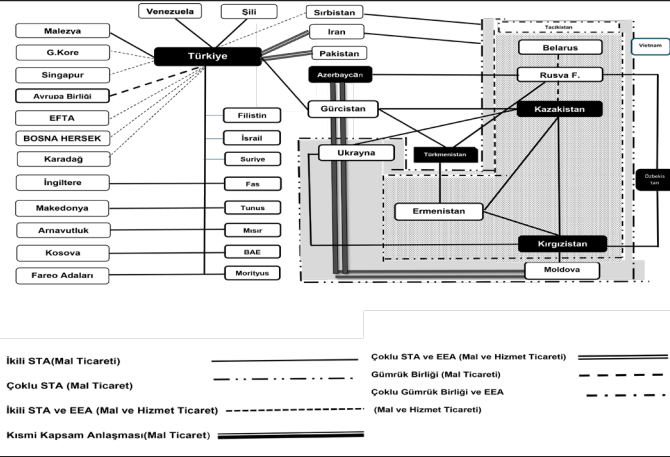 Venezuela
Şili
Sırbistan
Tacikistan
Malezya
Iran
Vietnam
G.Kore
Türkiye
Pakistan
Belarus
Singapur
Azerbaycan
Rusya F.
Avrupa Birliği
Gürcistan
Kazakistan
EFTA
Filistin
BOSNA HERSEK
İsrail
Ukrayna
Türkmenistan
Karadağ
Suriye
İngiltere
Fas
Özbekis
tan
Makedonya
Tunus
Ermenistan
Arnavutluk
Mısır
Kırgızistan
Kosova
BAE
Moldova
Fareo Adaları
Morityus
İkili STA(Mal Ticareti)
Çoklu STA (Mal Ticaret)
İkili STA ve EEA (Mal ve Hizmet Ticaret)
Kısmi Kapsam Anlaşması(Mal Ticaret)
Çoklu STA ve EEA (Mal ve Hizmet Ticareti)
Gümrük Birliği (Mal Ticareti)
Çoklu Gümrük Birliği ve EEA
(Mal ve Hizmet Ticareti)